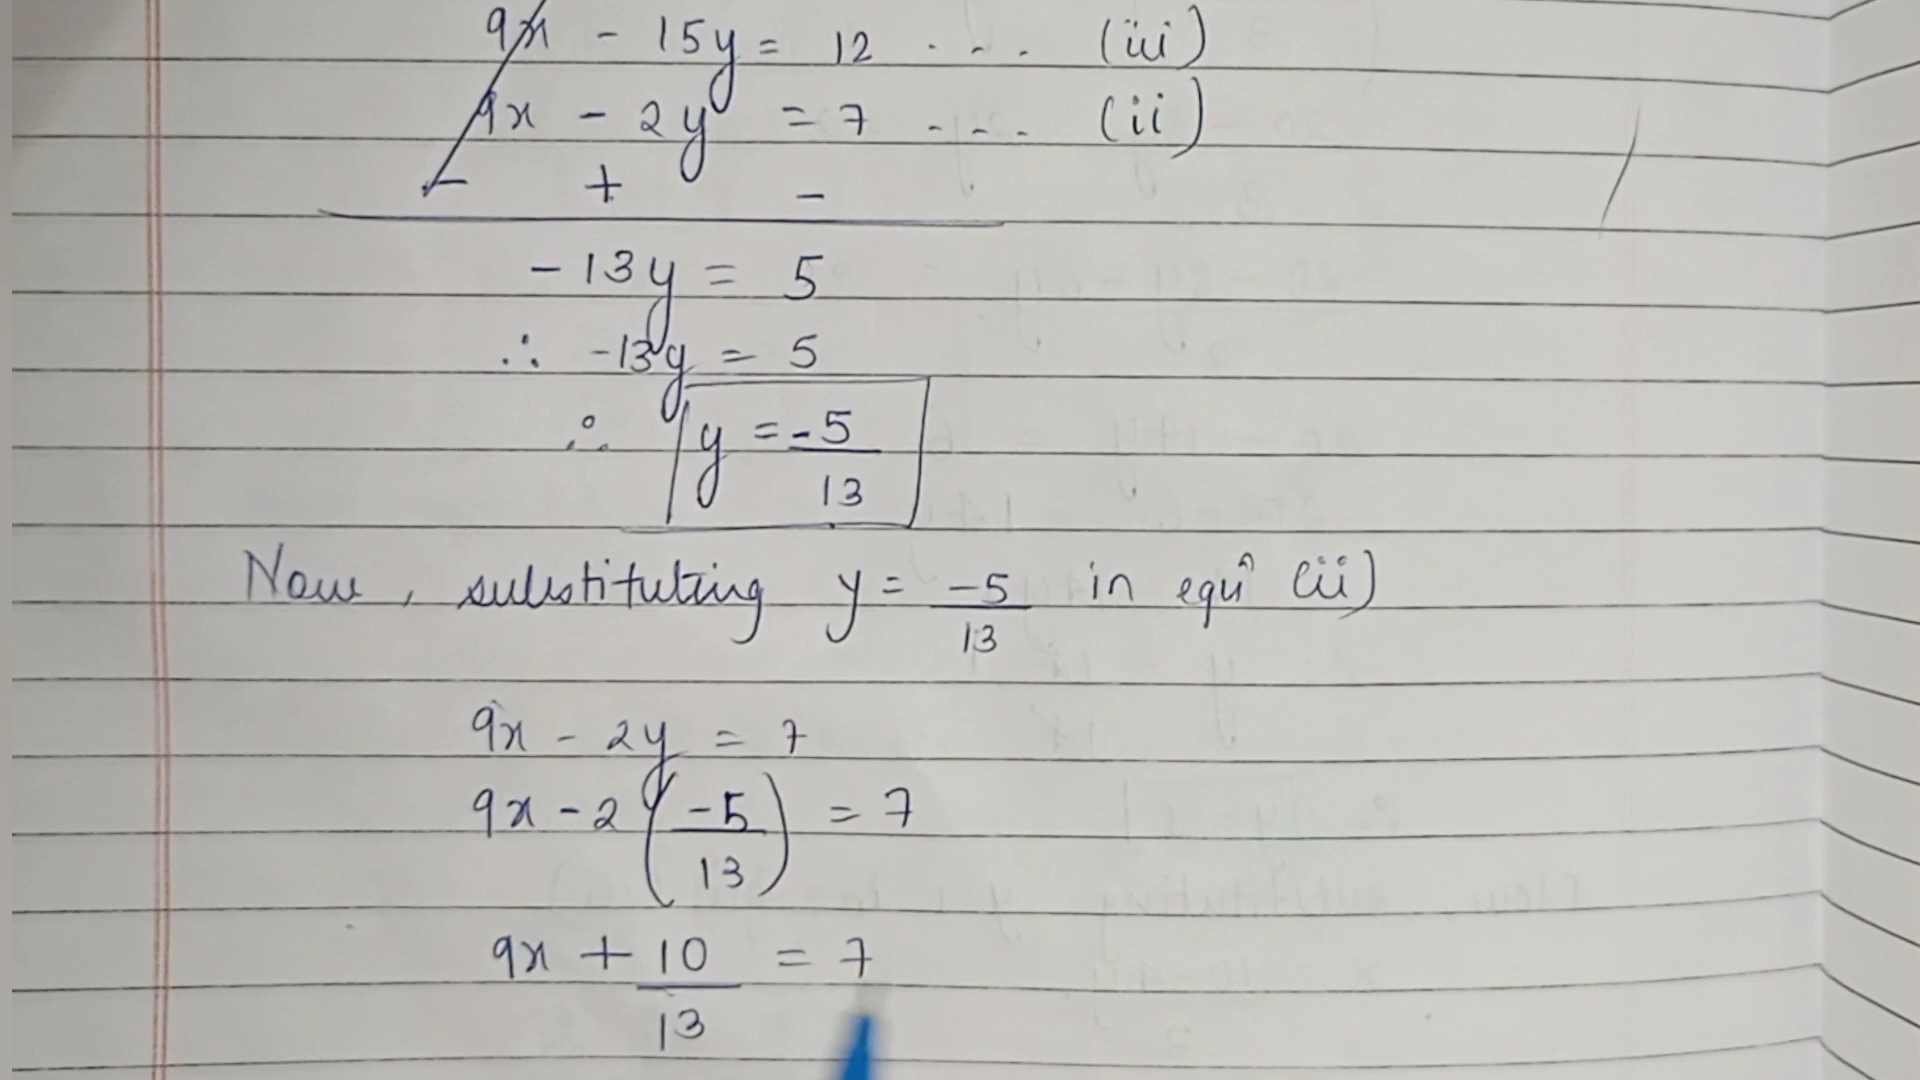 9x - 15y = 12 ... (iii)
9x - 2y = 7 ... (ii)
- + -
- 13y = 5
∴ -13y = 5
∴ y = -5/13
Now, substituting y = -5/13 in equn (ii)
9x - 2y = 7
9x - 2(-5/13) = 7
9x + 10/13 = 7